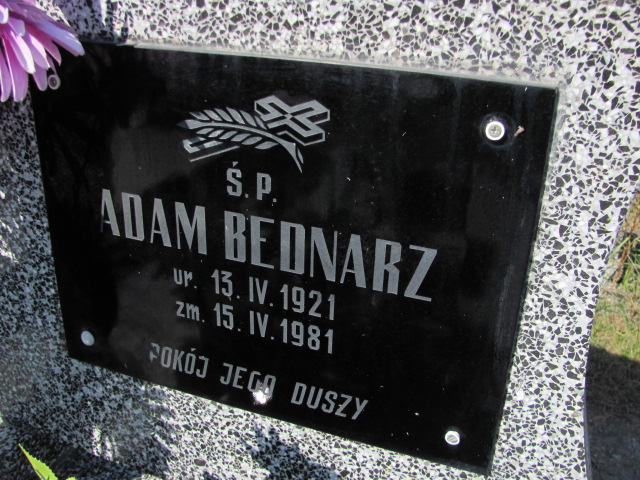 Ś.P.
ADAM BEDNARZ
ur. 13.IV.1921
zm. 15.IV.1981
POKÓJ JEGO DUSZY